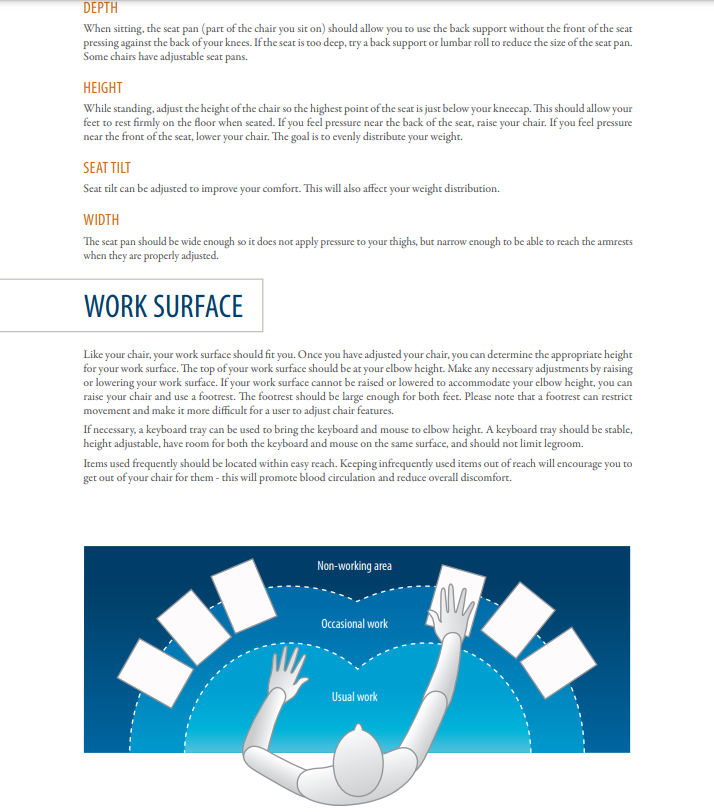 DEPTH
When sitting, the seat pan (part of the chair you sit on) should allow you to use the back support without the front of the seat
pressing against the back of your knees. If the seat is too deep, try a back support or lumbar roll to reduce the size of the seat pan.
Some chairs have adjustable seat pans.
HEIGHT
While standing, adjust the height of the chair so the highest point of the seat is just below your kneecap. This should allow your
feet to rest firmly on the floor when seated. If you feel pressure near the back of the seat, raise your chair. If you feel pressure
near the front of the seat, lower your chair. The goal is to evenly distribute your weight.
SEAT TILT
Seat tilt can be adjusted to improve your comfort. This will also affect your weight distribution.
WIDTH
The seat pan should be wide enough so it does not apply pressure to your thighs, but narrow enough to be able to reach the armrests
when they are properly adjusted.
WORK SURFACE
Like your chair, your work surface should fit you. Once you have adjusted your chair, you can determine the appropriate height
for your work surface. The top of your work surface should be at your elbow height. Make any necessary adjustments by raising
or lowering your work surface. If your work surface cannot be raised or lowered to accommodate your elbow height, you can
raise your chair and use a footrest. The footrest should be large enough for both feet. Please note that a footrest can restrict
movement and make it more difficult for a user to adjust chair features.
If necessary, a keyboard tray can be used to bring the keyboard and mouse to elbow height. A keyboard tray should be stable,
height adjustable, have room for both the keyboard and mouse on the same surface, and should not limit legroom.
Items used frequently should be located within easy reach. Keeping infrequently used items out of reach will encourage you to
get out of your chair for them - this will promote blood circulation and reduce overall discomfort.
Non-working area
Occasional work
Usual work